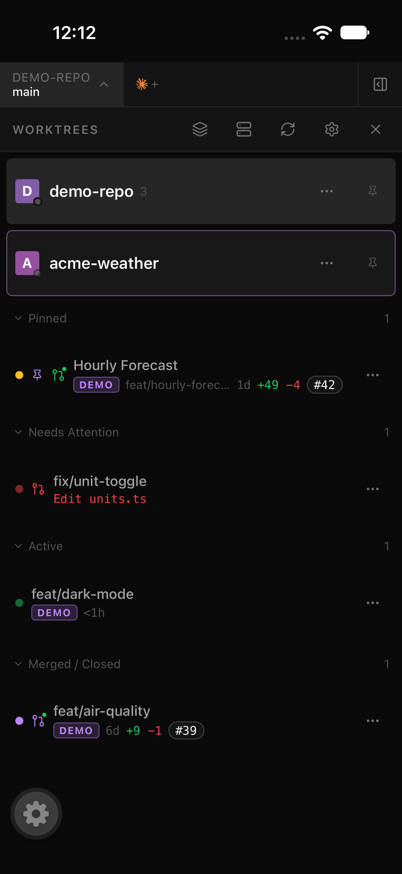 12:12
DEMO-REPO
main
+
WORKTREES
D demo-repo 3
A acme-weather
Pinned 1
Hourly Forecast
DEMO feat/hourly-forec... 1d +49 −4 #42
Needs Attention 1
fix/unit-toggle
Edit units.ts
Active 1
feat/dark-mode
DEMO <1h
Merged / Closed 1
feat/air-quality
DEMO 6d +9 −1 #39